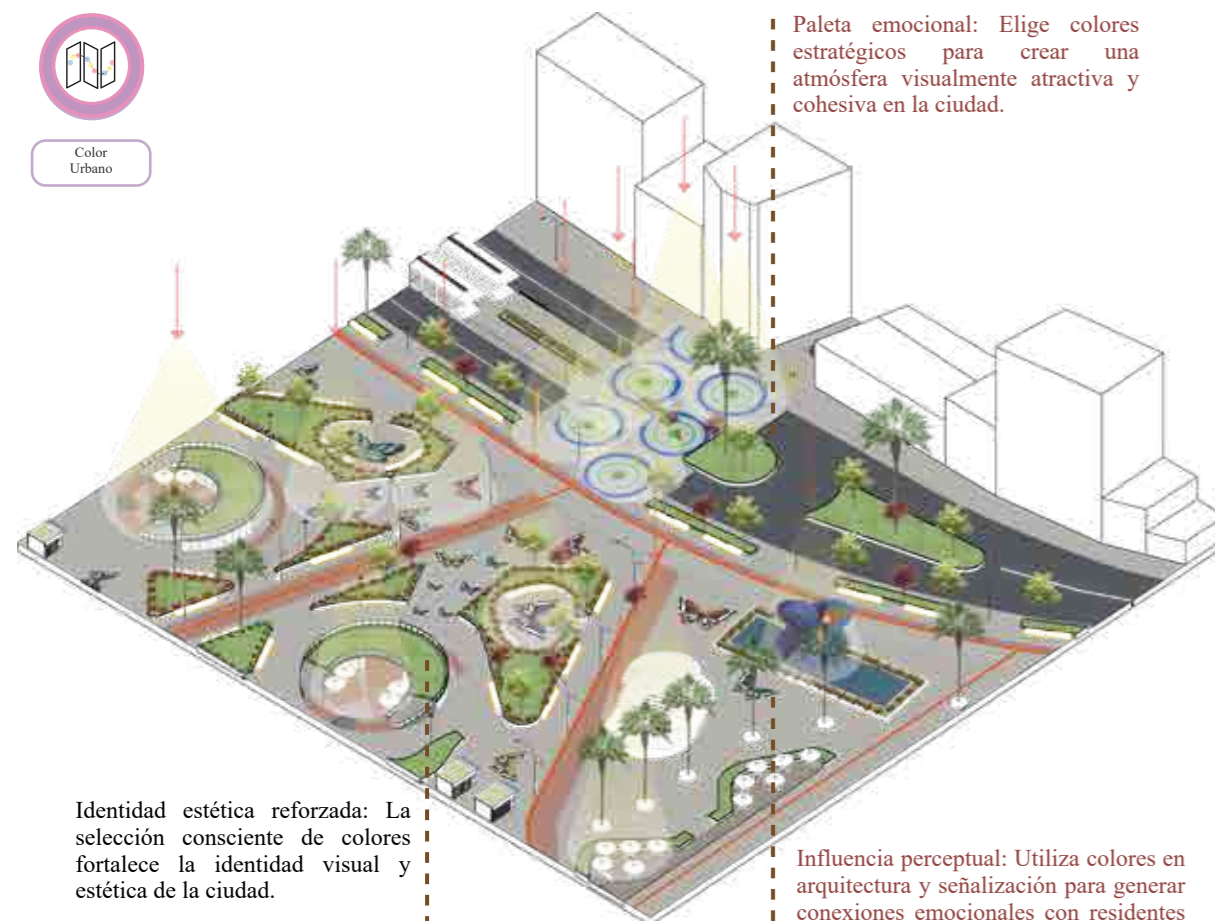 Paleta emocional: Elige colores
estratégicos para crear una
atmósfera visualmente atractiva y
cohesiva en la ciudad.
Color
Urbano
Identidad estética reforzada: La
selección consciente de colores
fortalece la identidad visual y
estética de la ciudad.
Influencia perceptual: Utiliza colores en
arquitectura y señalización para generar
conexiones emocionales con residentes